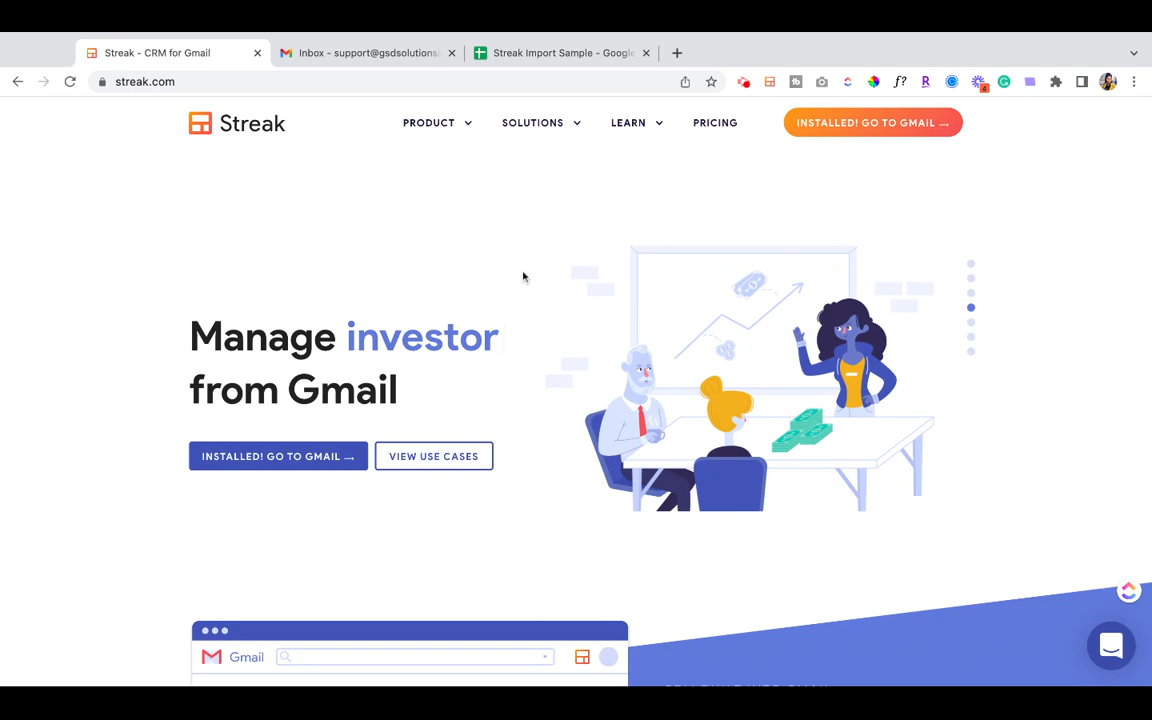 Streak - CRM for Gmail
Inbox - support@gsdsolutions
Streak Import Sample - Google
streak.com
4
Streak
PRODUCT
SOLUTIONS
LEARN
PRICING
INSTALLED! GO TO GMAIL →
Manage investor
from Gmail
INSTALLED! GO TO GMAIL →
VIEW USE CASES
Gmail